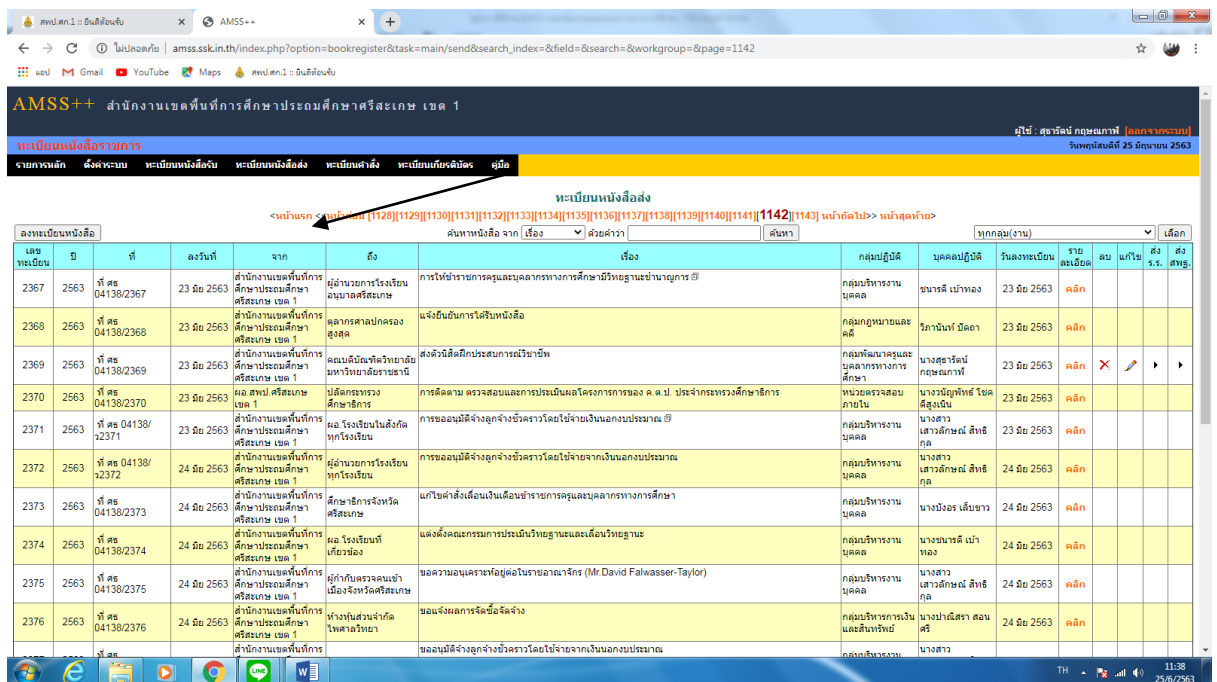 สพป.ศก.1 :: ยินดีต้อนรับ
AMSS++
ไม่ปลอดภัย | amss.ssk.in.th/index.php?option=bookregister&task=main/send&search_index=&field=&search=&workgroup=&page=1142
แอป Gmail YouTube Maps สพป.ศก.1 :: ยินดีต้อนรับ
AMSS++ สำนักงานเขตพื้นที่การศึกษาประถมศึกษาศรีสะเกษ เขต 1
ผู้ใช้ : สุธารัตน์ กฤษณกาฬ [ออกจากระบบ]
ทะเบียนหนังสือราชการ วันพฤหัสบดีที่ 25 มิถุนายน 2563
รายการหลัก ตั้งค่าระบบ ทะเบียนหนังสือรับ ทะเบียนหนังสือส่ง ทะเบียนคำสั่ง ทะเบียนเกียรติบัตร คู่มือ
ทะเบียนหนังสือส่ง
<หน้าแรก <<หน้าก่อน [1128][1129][1130][1131][1132][1133][1134][1135][1136][1137][1138][1139][1140][1141][1142][1143] หน้าถัดไป>> หน้าสุดท้าย>
ลงทะเบียนหนังสือ ค้นหาหนังสือ จาก เรื่อง ด้วยคำว่า ค้นหา ทุกกลุ่ม(งาน) เลือก
เลขทะเบียน ปี ที่ ลงวันที่ จาก ถึง เรื่อง กลุ่มปฏิบัติ บุคคลปฏิบัติ วันลงทะเบียน รายละเอียด ลบ แก้ไข ส่ง ร.ร. ส่ง สพฐ.
2367 2563 ที่ ศธ 04138/2367 23 มิย 2563 สำนักงานเขตพื้นที่การศึกษาประถมศึกษาศรีสะเกษ เขต 1 ผู้อำนวยการโรงเรียนอนุบาลศรีสะเกษ การให้ข้าราชการครูและบุคลากรทางการศึกษามีวิทยฐานะชำนาญการ กลุ่มบริหารงานบุคคล ชนารดี เบ้าทอง 23 มิย 2563 คลิก
2368 2563 ที่ ศธ 04138/2368 23 มิย 2563 สำนักงานเขตพื้นที่การศึกษาประถมศึกษาศรีสะเกษ เขต 1 ตุลากรศาลปกครองสูงสุด แจ้งยืนยันการได้รับหนังสือ กลุ่มกฎหมายและคดี วิภานันท์ ปัดถา 23 มิย 2563 คลิก
2369 2563 ที่ ศธ 04138/2369 23 มิย 2563 สำนักงานเขตพื้นที่การศึกษาประถมศึกษาศรีสะเกษ เขต 1 คณบดีบัณฑิตวิทยาลัย มหาวิทยาลัยราชธานี ส่งตัวนิสิตฝึกประสบการณ์วิชาชีพ กลุ่มพัฒนาครูและบุคลากรทางการศึกษา นางสุธารัตน์ กฤษณกาฬ 23 มิย 2563 คลิก
2370 2563 ที่ ศธ 04138/2370 23 มิย 2563 ผอ.สพป.ศรีสะเกษ เขต 1 ปลัดกระทรวงศึกษาธิการ การติดตาม ตรวจสอบและการประเมินผลโครงการของ ค.ต.ป. ประจำกระทรวงศึกษาธิการ หน่วยตรวจสอบภายใน 23 มิย 2563 คลิก
2371 2563 ที่ ศธ 04138/ว2371 23 มิย 2563 สำนักงานเขตพื้นที่การศึกษาประถมศึกษาศรีสะเกษ เขต 1 ผอ.โรงเรียนในสังกัดทุกโรงเรียน การขออนุมัติจ้างลูกจ้างชั่วคราวโดยใช้จ่ายเงินนอกงบประมาณ กลุ่มบริหารงานบุคคล นางสาวเสาวลักษณ์ สิทธิกุล 23 มิย 2563 คลิก
2372 2563 ที่ ศธ 04138/ว2372 24 มิย 2563 สำนักงานเขตพื้นที่การศึกษาประถมศึกษาศรีสะเกษ เขต 1 ผู้อำนวยการโรงเรียนทุกโรงเรียน การขออนุมัติจ้างลูกจ้างชั่วคราวโดยใช้จ่ายจากเงินนอกงบประมาณ กลุ่มบริหารงานบุคคล นางสาวเสาวลักษณ์ สิทธิกุล 24 มิย 2563 คลิก
2373 2563 ที่ ศธ 04138/2373 24 มิย 2563 สำนักงานเขตพื้นที่การศึกษาประถมศึกษาศรีสะเกษ เขต 1 ศึกษาธิการจังหวัดศรีสะเกษ แก้ไขคำสั่งเลื่อนเงินเดือนข้าราชการครูและบุคลากรทางการศึกษา กลุ่มบริหารงานบุคคล นางบังอร เส็บขาว 24 มิย 2563 คลิก
2374 2563 ที่ ศธ 04138/2374 24 มิย 2563 สำนักงานเขตพื้นที่การศึกษาประถมศึกษาศรีสะเกษ เขต 1 ผอ.โรงเรียนที่เกี่ยวข้อง แต่งตั้งคณะกรรมการประเมินวิทยฐานะและเลื่อนวิทยฐานะ กลุ่มบริหารงานบุคคล นางชนารดี เบ้าทอง 24 มิย 2563 คลิก
2375 2563 ที่ ศธ 04138/2375 24 มิย 2563 สำนักงานเขตพื้นที่การศึกษาประถมศึกษาศรีสะเกษ เขต 1 ผู้กำกับตรวจคนเข้าเมืองจังหวัดศรีสะเกษ ขอความอนุเคราะห์อยู่ต่อในราชอาณาจักร (Mr.David Falwasser-Taylor) กลุ่มบริหารงานบุคคล นางสาวเสาวลักษณ์ สิทธิกุล 24 มิย 2563 คลิก
2376 2563 ที่ ศธ 04138/2376 24 มิย 2563 สำนักงานเขตพื้นที่การศึกษาประถมศึกษาศรีสะเกษ เขต 1 ห้างหุ้นส่วนจำกัด ไพศาลวิทยา ขอแจ้งผลการจัดซื้อจัดจ้าง กลุ่มบริหารการเงินและสินทรัพย์ นางปาณิสรา สอนศรี 24 มิย 2563 คลิก
ที่ ศธ สำนักงานเขตพื้นที่การ ขออนุมัติจ้างลูกจ้างชั่วคราวโดยใช้จ่ายจากเงินนอกงบประมาณ กลุ่มบริหารงาน นางสาว
TH 11:38
25/6/2563